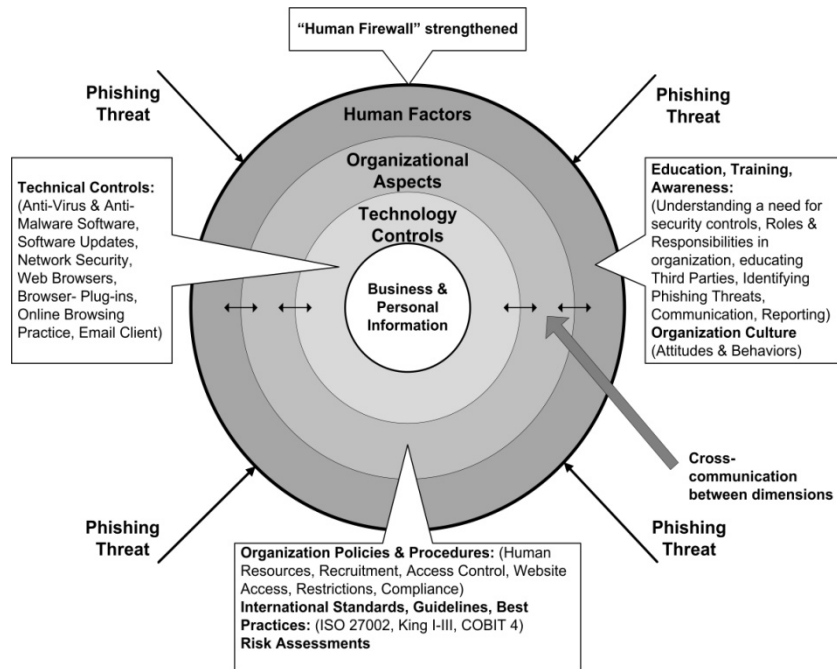 “Human Firewall” strengthened
Phishing
Threat
Phishing
Threat
Human Factors
Organizational
Aspects
Technology
Controls
Business &
Personal
Information
Technical Controls:
(Anti-Virus & Anti-
Malware Software,
Software Updates,
Network Security,
Web Browsers,
Browser- Plug-ins,
Online Browsing
Practice, Email Client)
Education, Training,
Awareness:
(Understanding a need for
security controls, Roles &
Responsibilities in
organization, educating
Third Parties, Identifying
Phishing Threats,
Communication, Reporting)
Organization Culture
(Attitudes & Behaviors)
Cross-
communication
between dimensions
Phishing
Threat
Phishing
Threat
Organization Policies & Procedures: (Human
Resources, Recruitment, Access Control, Website
Access, Restrictions, Compliance)
International Standards, Guidelines, Best
Practices: (ISO 27002, King I-III, COBIT 4)
Risk Assessments